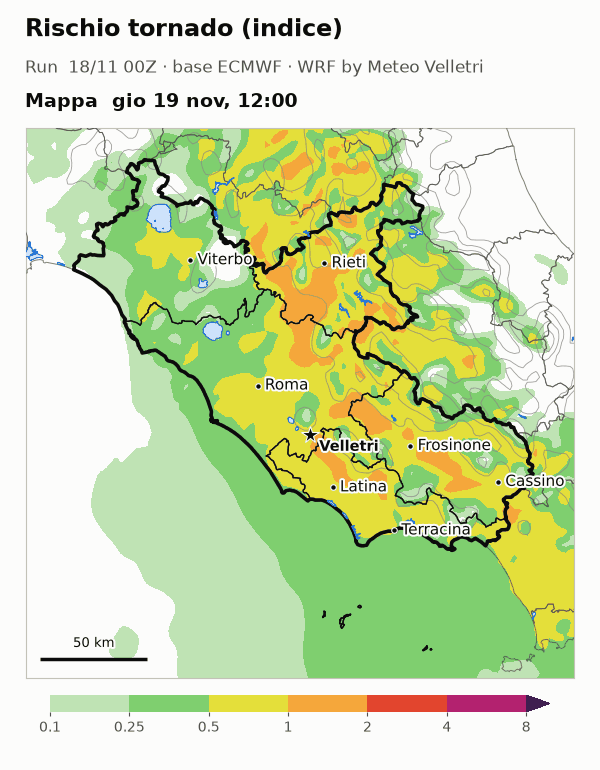 Rischio tornado (indice)
Run  18/11 00Z · base ECMWF · WRF by Meteo Velletri
Mappa  gio 19 nov, 12:00
Viterbo
Rieti
Roma
Velletri
Frosinone
Cassino
Latina
Terracina
50 km
0.1 0.25 0.5 1 2 4 8